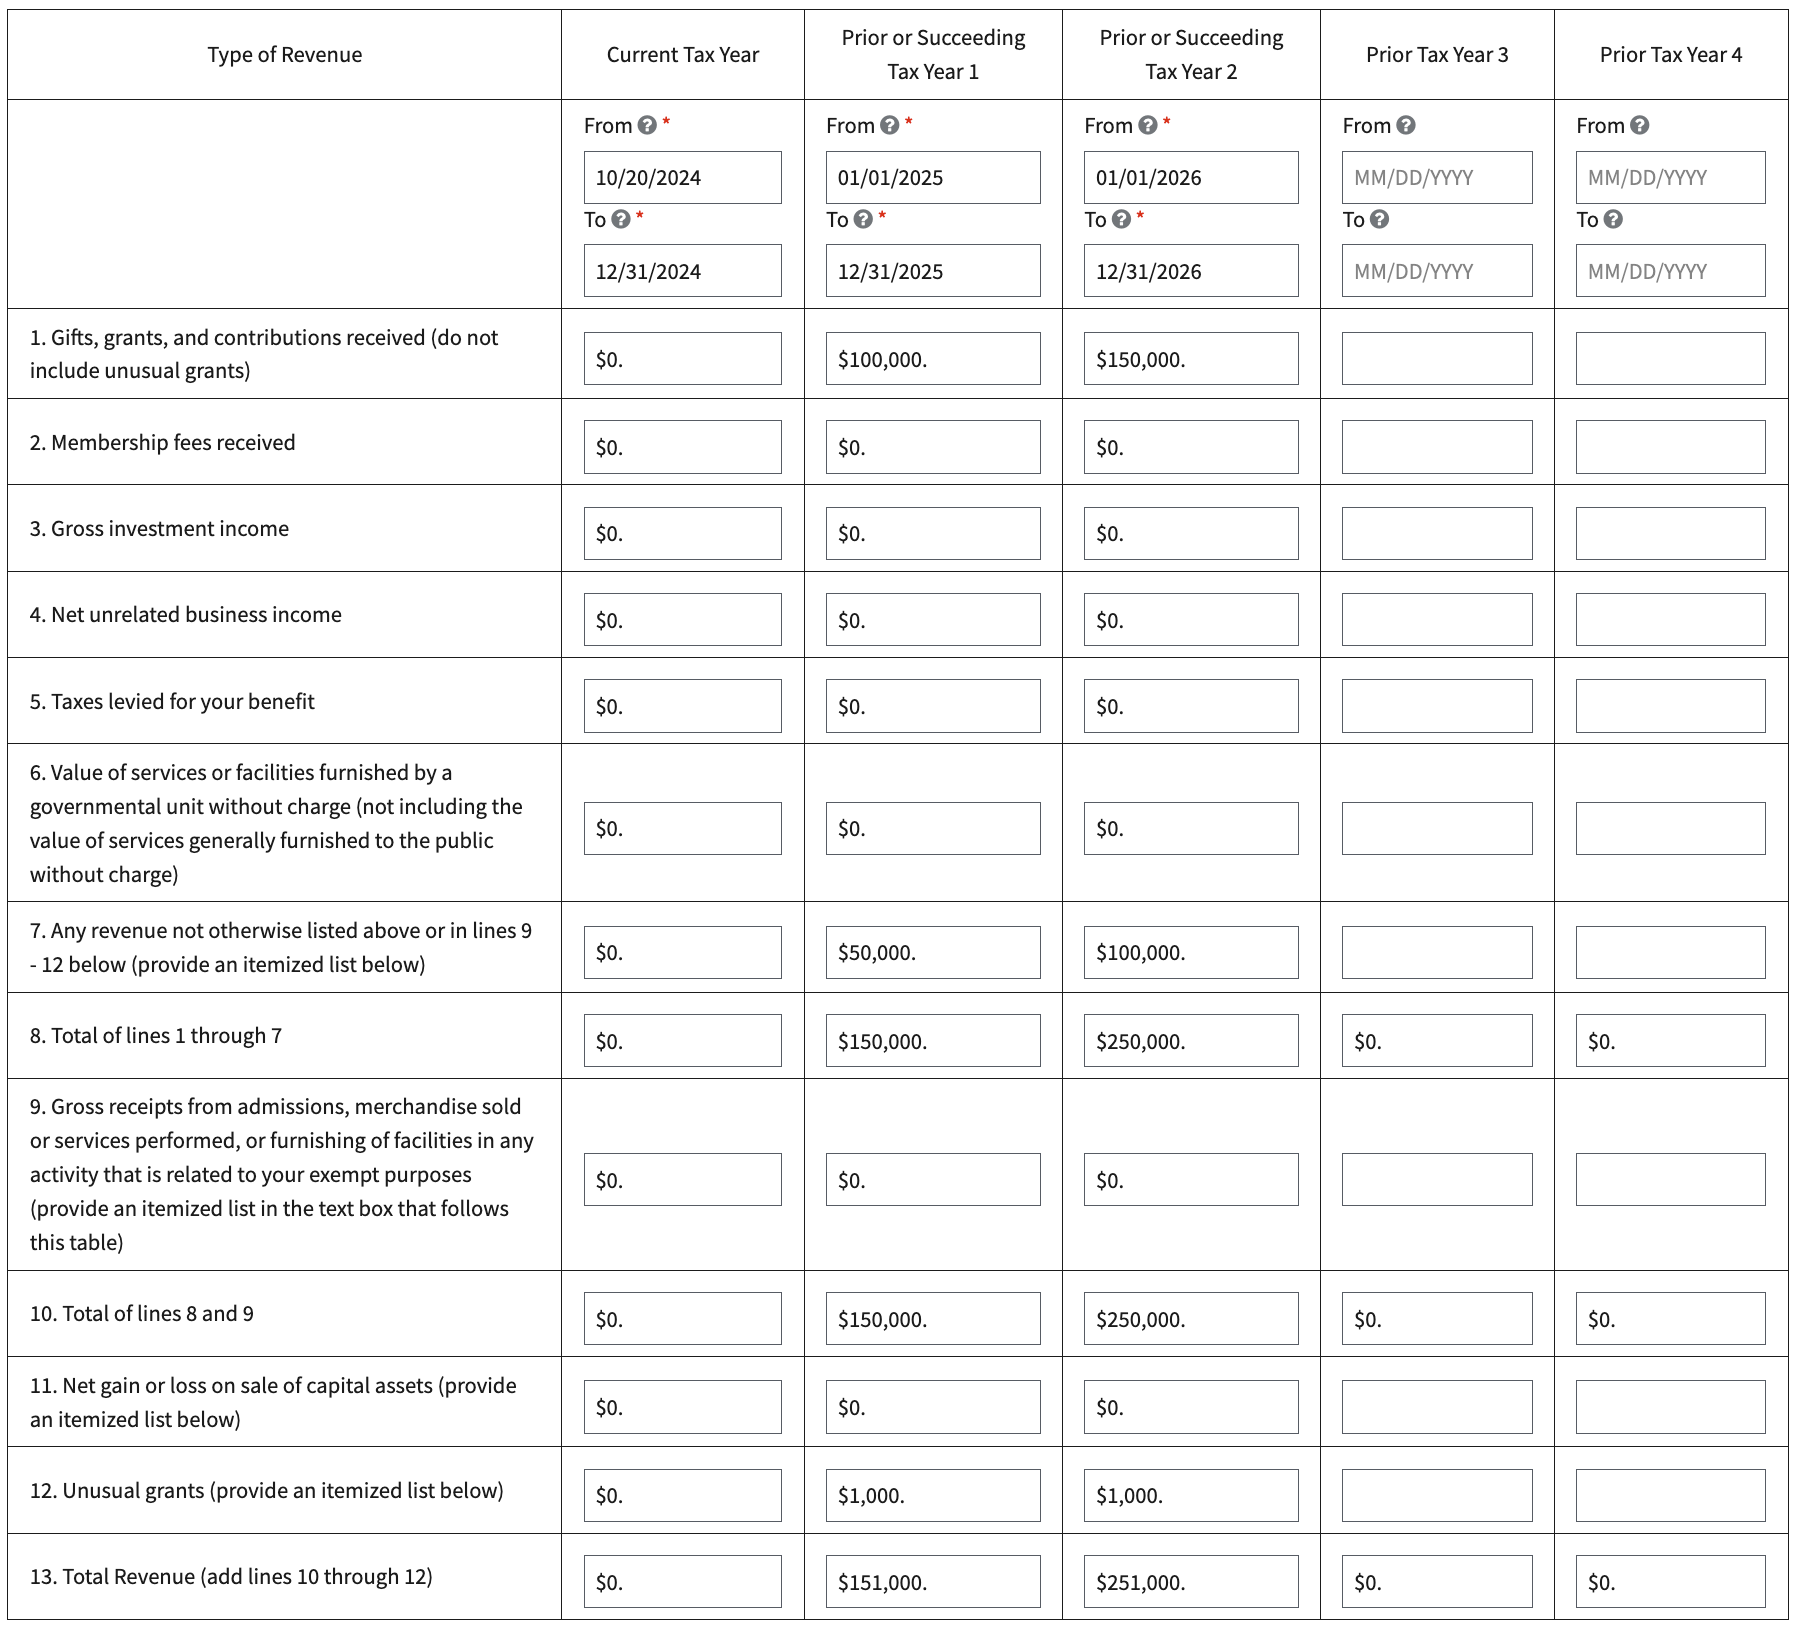 Type of Revenue
Current Tax Year
Prior or Succeeding
Tax Year 1
Prior or Succeeding
Tax Year 2
Prior Tax Year 3
Prior Tax Year 4
From ? *
10/20/2024
To ? *
12/31/2024
From ? *
01/01/2025
To ? *
12/31/2025
From ? *
01/01/2026
To ? *
12/31/2026
From ?
MM/DD/YYYY
To ?
MM/DD/YYYY
From ?
MM/DD/YYYY
To ?
MM/DD/YYYY
1. Gifts, grants, and contributions received (do not
include unusual grants)
$0.
$100,000.
$150,000.
2. Membership fees received
$0.
$0.
$0.
3. Gross investment income
$0.
$0.
$0.
4. Net unrelated business income
$0.
$0.
$0.
5. Taxes levied for your benefit
$0.
$0.
$0.
6. Value of services or facilities furnished by a
governmental unit without charge (not including the
value of services generally furnished to the public
without charge)
$0.
$0.
$0.
7. Any revenue not otherwise listed above or in lines 9
- 12 below (provide an itemized list below)
$0.
$50,000.
$100,000.
8. Total of lines 1 through 7
$0.
$150,000.
$250,000.
$0.
$0.
9. Gross receipts from admissions, merchandise sold
or services performed, or furnishing of facilities in any
activity that is related to your exempt purposes
(provide an itemized list in the text box that follows
this table)
$0.
$0.
$0.
10. Total of lines 8 and 9
$0.
$150,000.
$250,000.
$0.
$0.
11. Net gain or loss on sale of capital assets (provide
an itemized list below)
$0.
$0.
$0.
12. Unusual grants (provide an itemized list below)
$0.
$1,000.
$1,000.
13. Total Revenue (add lines 10 through 12)
$0.
$151,000.
$251,000.
$0.
$0.